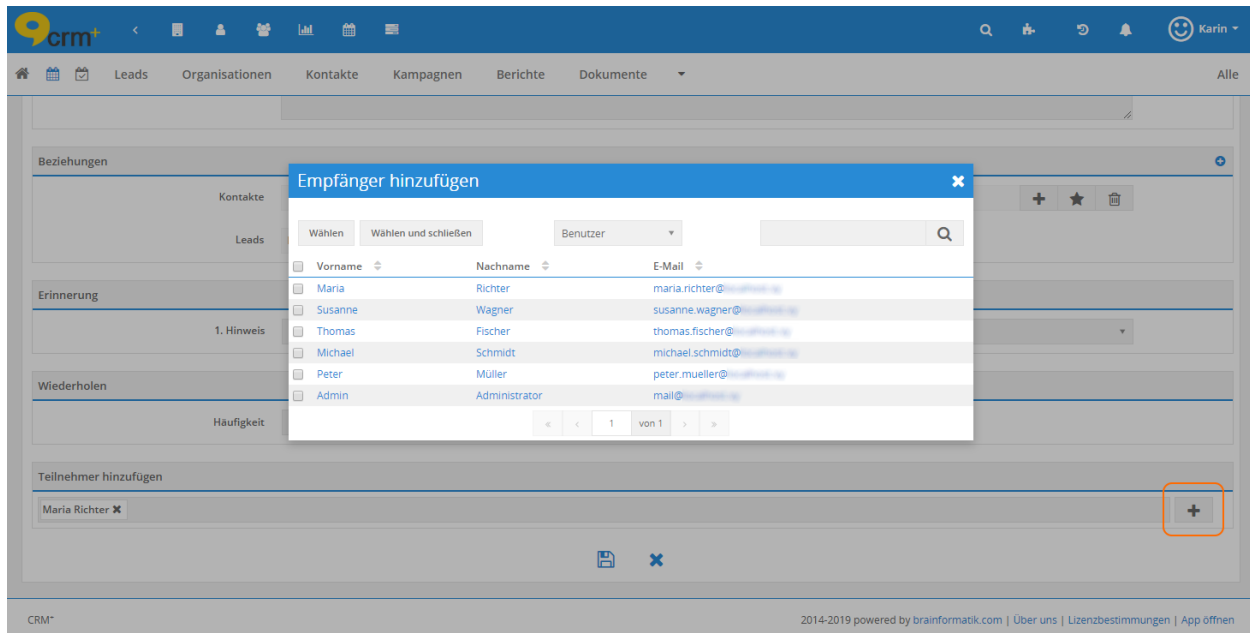 crm+
Karin
Leads Organisationen Kontakte Kampagnen Berichte Dokumente Alle
Beziehungen
Empfänger hinzufügen
Kontakte
Wählen Wählen und schließen Benutzer
Leads
Vorname Nachname E-Mail
Maria Richter maria.richter@
Erinnerung
Susanne Wagner susanne.wagner@
1. Hinweis
Thomas Fischer thomas.fischer@
Michael Schmidt michael.schmidt@
Peter Müller peter.mueller@
Wiederholen
Admin Administrator mail@
Häufigkeit
« ‹ 1 von 1 › »
Teilnehmer hinzufügen
Maria Richter
CRM+ 2014-2019 powered by brainformatik.com | Über uns | Lizenzbestimmungen | App öffnen